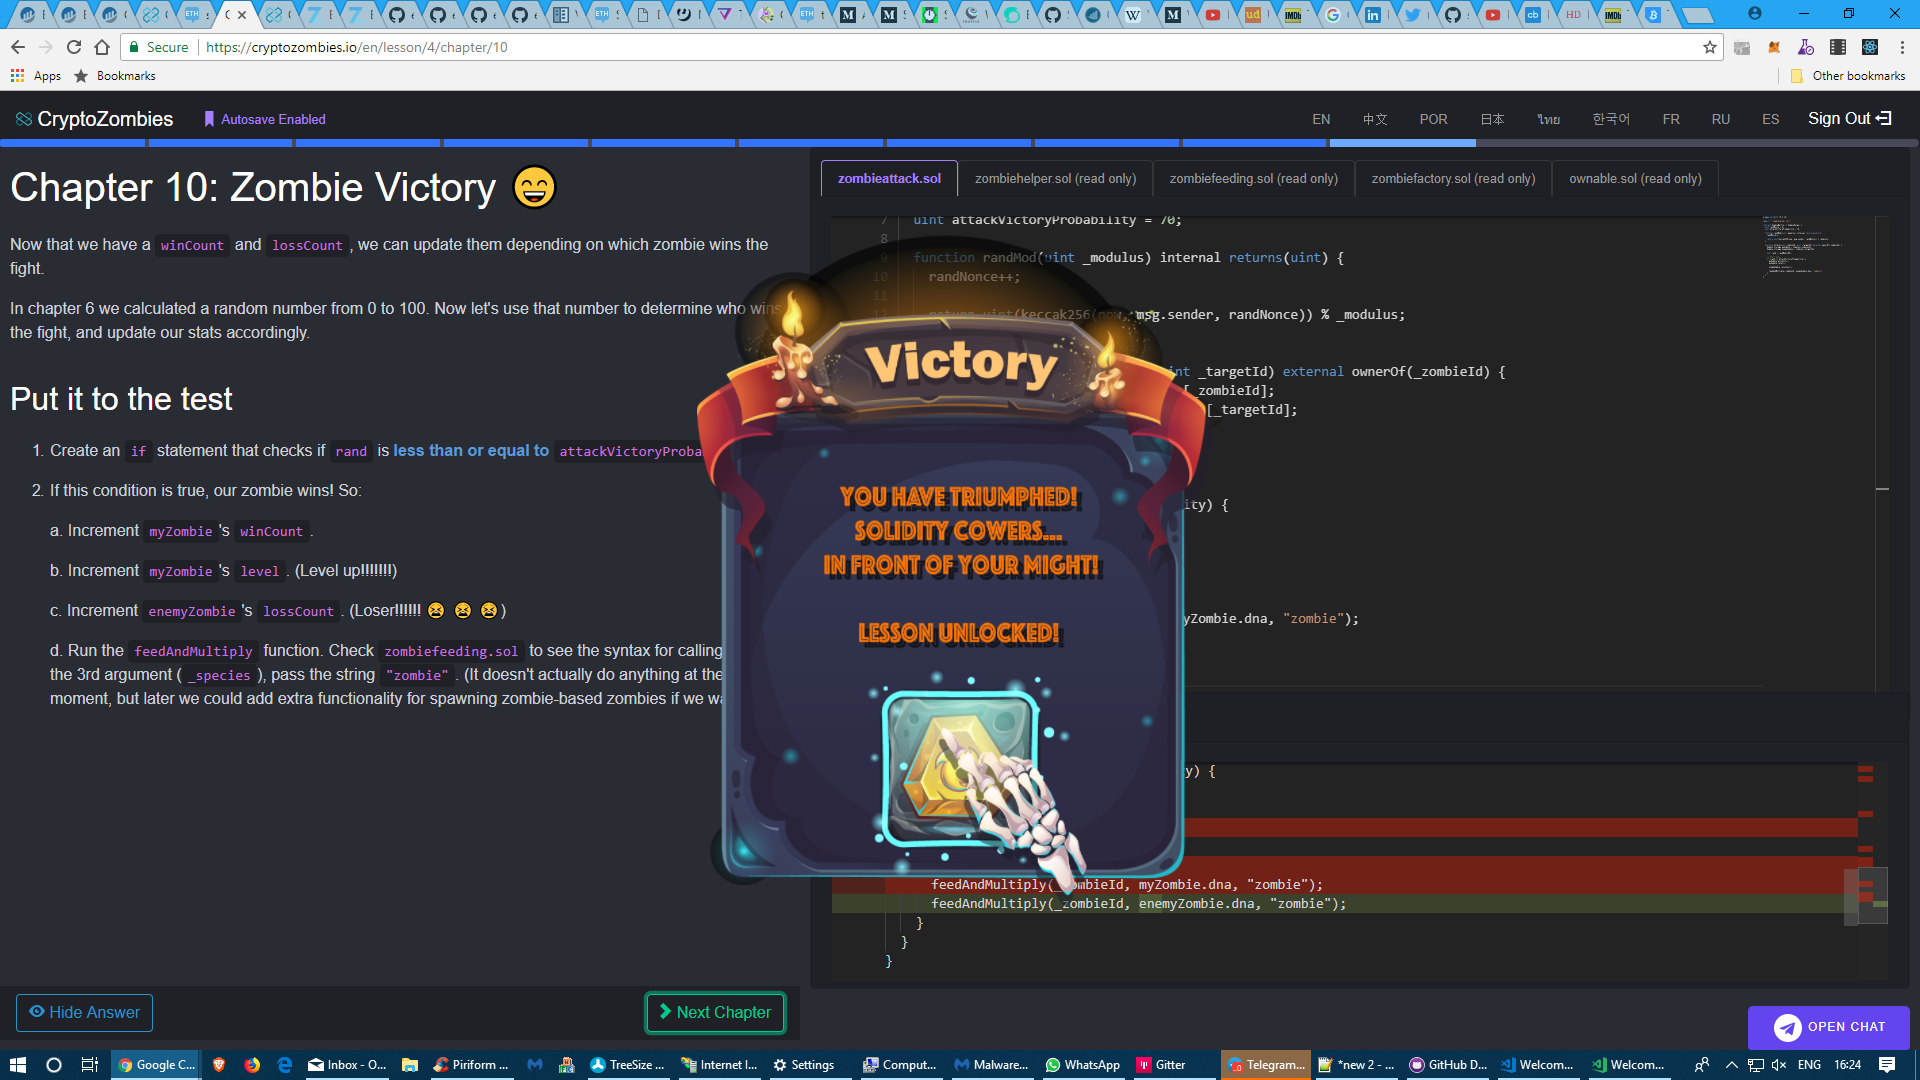 Secure
https://cryptozombies.io/en/lesson/4/chapter/10
Apps
Bookmarks
Other bookmarks
CryptoZombies
Autosave Enabled
EN
中文
POR
日本
ไทย
한국어
FR
RU
ES
Sign Out
Chapter 10: Zombie Victory
Now that we have a winCount and lossCount, we can update them depending on which zombie wins the
fight.
In chapter 6 we calculated a random number from 0 to 100. Now let's use that number to determine who wins
the fight, and update our stats accordingly.
Put it to the test
1. Create an if statement that checks if rand is less than or equal to attackVictoryProba
2. If this condition is true, our zombie wins! So:
a. Increment myZombie's winCount.
b. Increment myZombie's level. (Level up!!!!!!!)
c. Increment enemyZombie's lossCount. (Loser!!!!!! )
d. Run the feedAndMultiply function. Check zombiefeeding.sol to see the syntax for calling
the 3rd argument (_species), pass the string "zombie". (It doesn't actually do anything at the
moment, but later we could add extra functionality for spawning zombie-based zombies if we wa
Hide Answer
Next Chapter
zombieattack.sol
zombiehelper.sol (read only)
zombiefeeding.sol (read only)
zombiefactory.sol (read only)
ownable.sol (read only)
7 uint attackVictoryProbability = 70;
8
9 function randMod(uint _modulus) internal returns(uint) {
10 randNonce++;
11
12 return uint(keccak256(now, msg.sender, randNonce)) % _modulus;
int _targetId) external ownerOf(_zombieId) {
[_zombieId];
[_targetId];
ity) {
yZombie.dna, "zombie");
Victory
YOU HAVE TRIUMPHED!
SOLIDITY COWERS...
IN FRONT OF YOUR MIGHT!
LESSON UNLOCKED!
y) {
feedAndMultiply(_zombieId, myZombie.dna, "zombie");
feedAndMultiply(_zombieId, enemyZombie.dna, "zombie");
}
}
}
OPEN CHAT
Google C...
Inbox - O...
Piriform ...
TreeSize ...
Internet I...
Settings
Comput...
Malware...
WhatsApp
Gitter
Telegram...
*new 2 - ...
GitHub D...
Welcom...
Welcom...
ENG
16:24